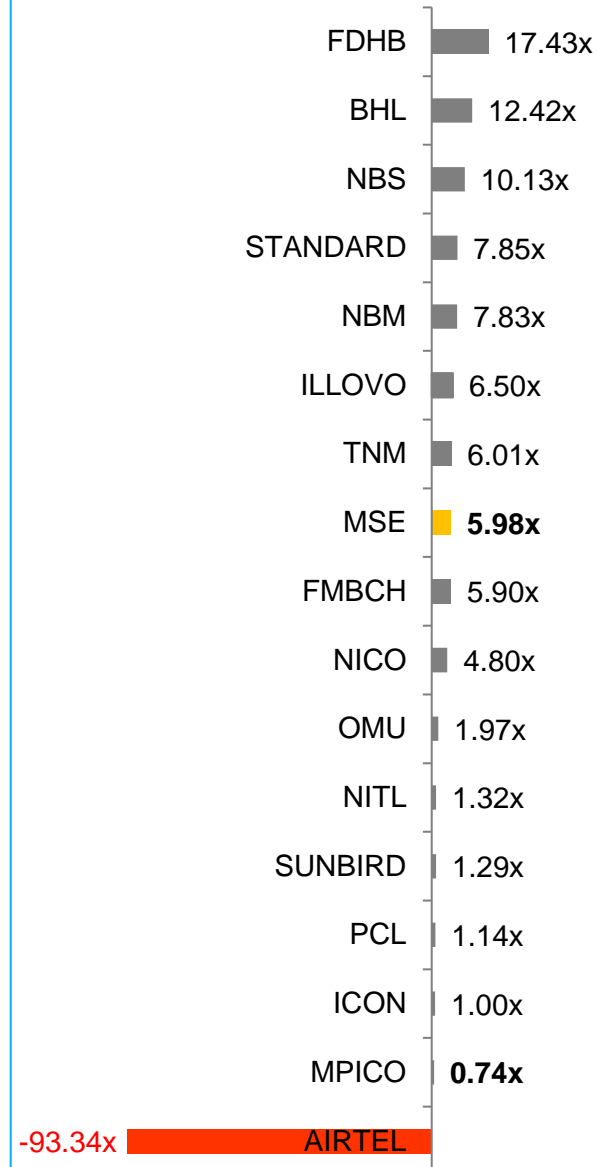 FDHB 17.43x
BHL 12.42x
NBS 10.13x
STANDARD 7.85x
NBM 7.83x
ILLOVO 6.50x
TNM 6.01x
MSE 5.98x
FMBCH 5.90x
NICO 4.80x
OMU 1.97x
NITL 1.32x
SUNBIRD 1.29x
PCL 1.14x
ICON 1.00x
MPICO 0.74x
-93.34x AIRTEL